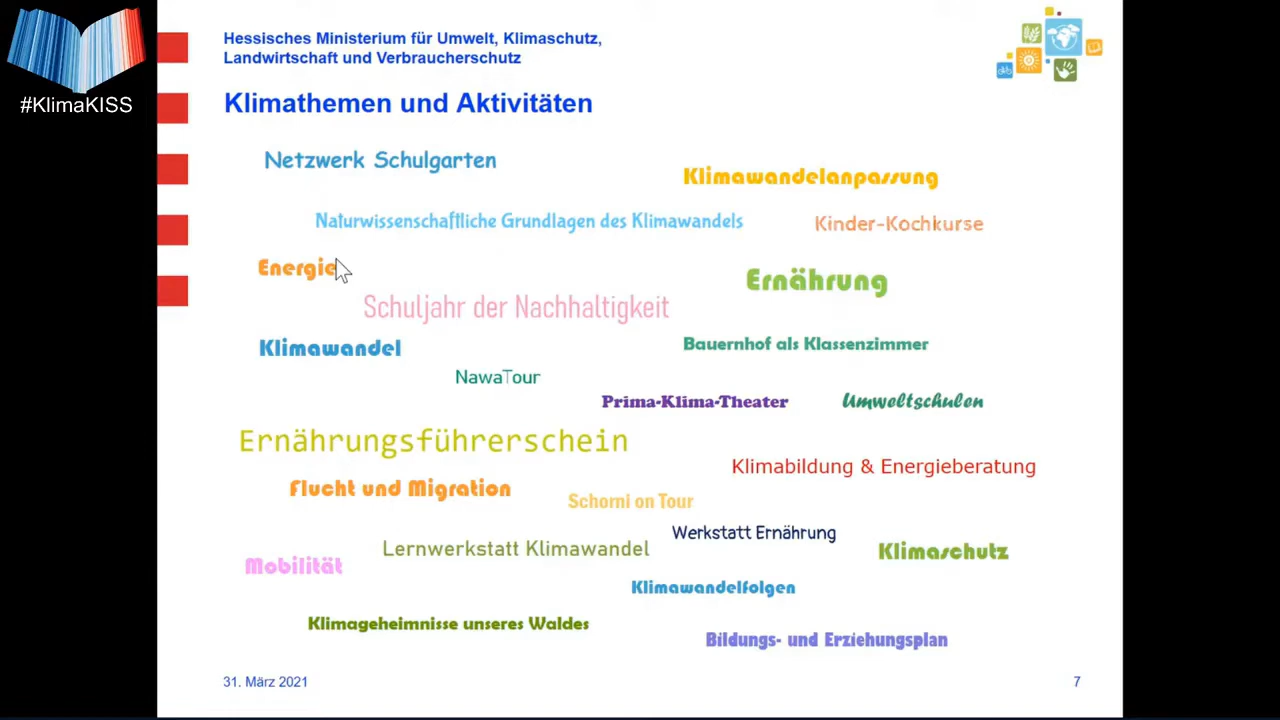 #KlimaKISS
Hessisches Ministerium für Umwelt, Klimaschutz,
Landwirtschaft und Verbraucherschutz
Klimathemen und Aktivitäten
Netzwerk Schulgarten
Klimawandelanpassung
Naturwissenschaftliche Grundlagen des Klimawandels
Kinder-Kochkurse
Energie
Ernährung
Schuljahr der Nachhaltigkeit
Klimawandel
Bauernhof als Klassenzimmer
NawaTour
Prima-Klima-Theater
Umweltschulen
Ernährungsführerschein
Klimabildung & Energieberatung
Flucht und Migration
Schorni on Tour
Werkstatt Ernährung
Lernwerkstatt Klimawandel
Klimaschutz
Mobilität
Klimawandelfolgen
Klimageheimnisse unseres Waldes
Bildungs- und Erziehungsplan
31. März 2021
7